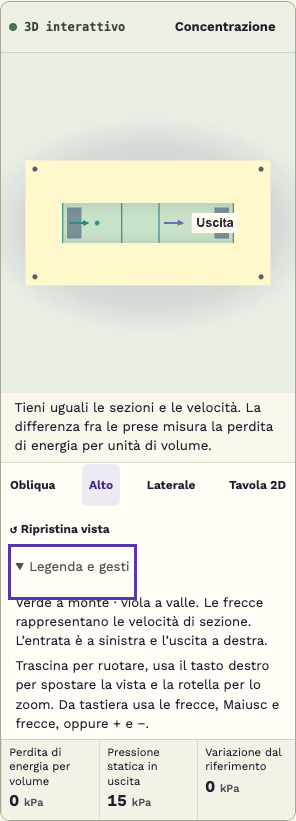 3D interattivo
Concentrazione
Uscita
Tieni uguali le sezioni e le velocità. La
differenza fra le prese misura la perdita
di energia per unità di volume.
Obliqua
Alto
Laterale
Tavola 2D
↺ Ripristina vista
▼ Legenda e gesti
Verde a monte · viola a valle. Le frecce
rappresentano le velocità di sezione.
L'entrata è a sinistra e l'uscita a destra.
Trascina per ruotare, usa il tasto destro
per spostare la vista e la rotella per lo
zoom. Da tastiera usa le frecce, Maiusc e
frecce, oppure + e −.
Perdita di
energia per
volume
0 kPa
Pressione
statica in
uscita
15 kPa
Variazione dal
riferimento
0 kPa